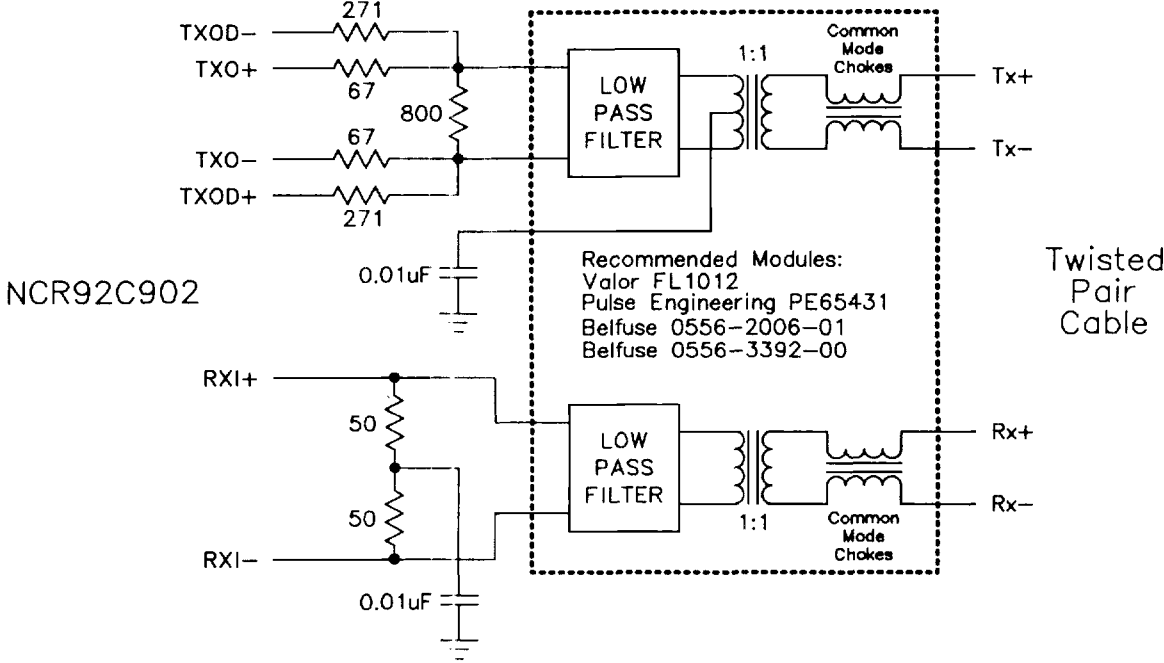 271
TXOD-
TXO+
67
800
67
TXO-
TXOD+
271
0.01uF
LOW
PASS
FILTER
1:1
Common
Mode
Chokes
Tx+
Tx-
NCR92C902
Recommended Modules:
Valor FL1012
Pulse Engineering PE65431
Belfuse 0556-2006-01
Belfuse 0556-3392-00
Twisted
Pair
Cable
RXI+
50
50
RXI-
0.01uF
LOW
PASS
FILTER
1:1
Common
Mode
Chokes
Rx+
Rx-